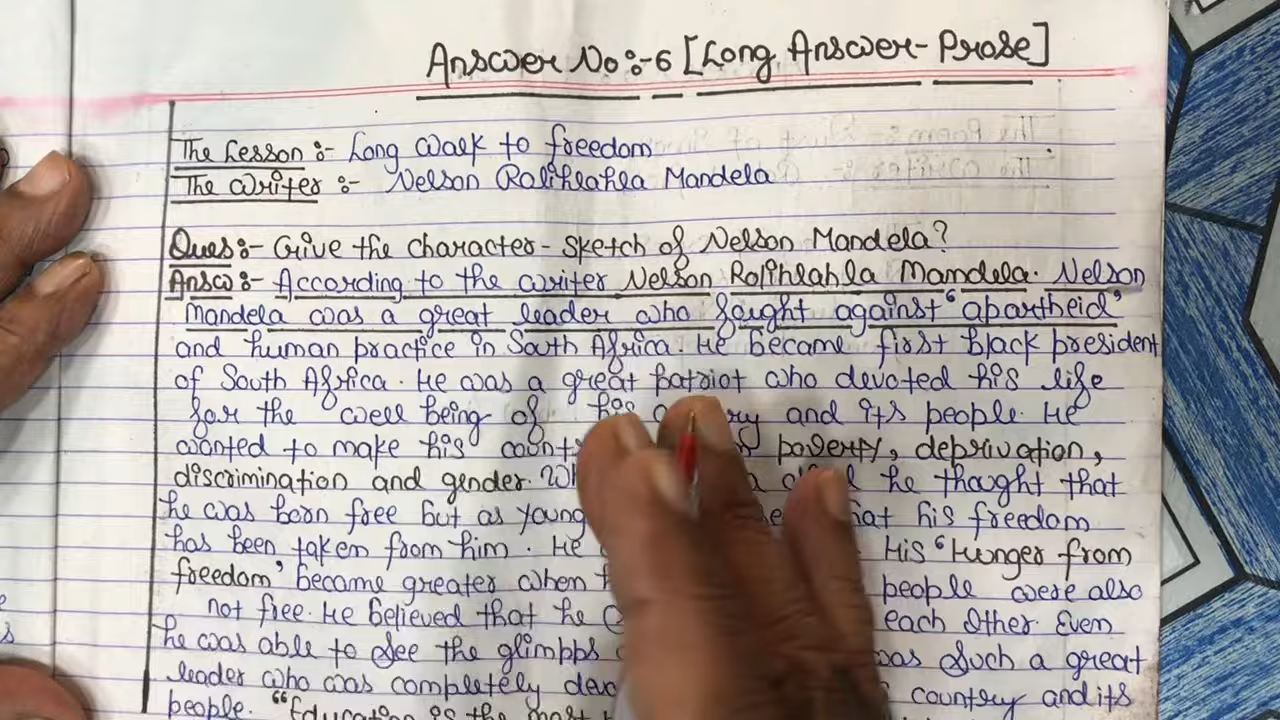 Answer No :- 6 [Long Answer - Prose]
The Lesson :- Long walk to freedom
The writer :- Nelson Rolihlahla Mandela
Ques :- Give the character - sketch of Nelson Mandela?
Answ :- According to the writer Nelson Rolihlahla Mandela. Nelson
Mandela was a great leader who faught against 'apartheid'
and human practice in South Africa. He became first black president
of South Africa. He was a great patriot who devoted his life
for the well being of his and its people. He
wanted to make his poverty, deprivation,
discrimination and gender. he thought that
he was born free but as young that his freedom
has been taken from him. He His 'Hunger from
freedom' became greater when people were also
not free. He believed that he each other. Even
he was able to see the glimpps was such a great
leader who was completely country and its
people. "Education is the most